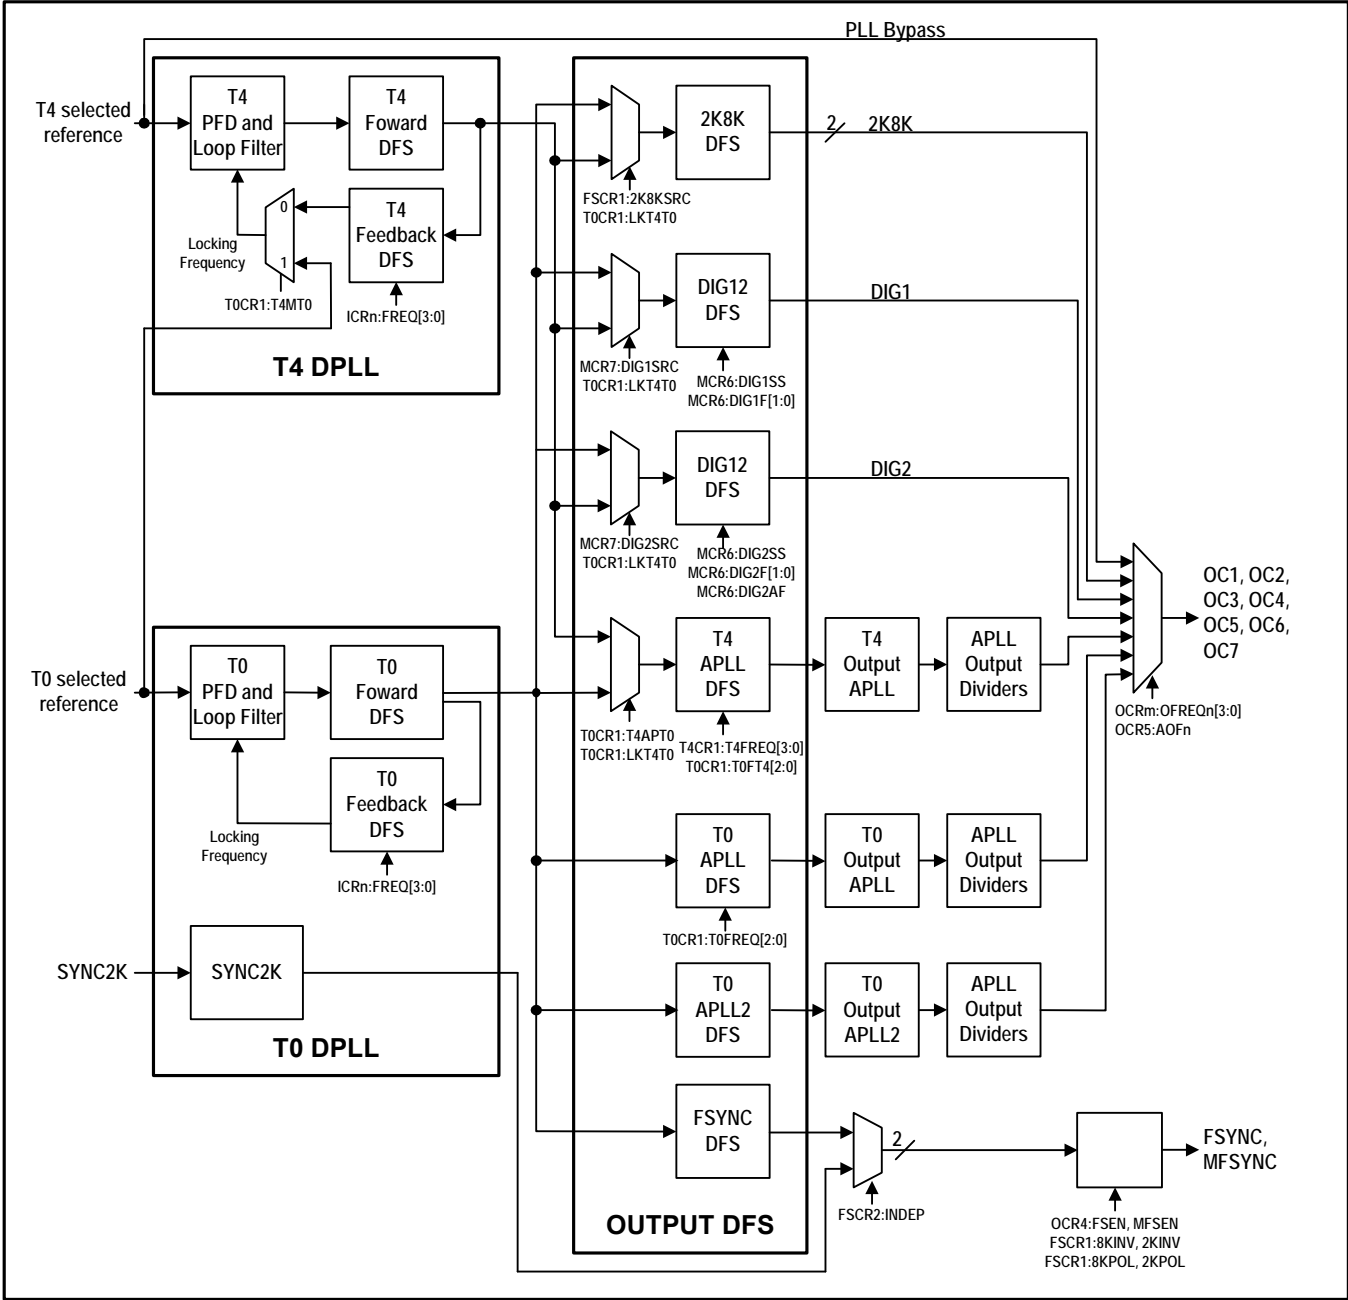 PLL Bypass
T4 selected
reference
T4
PFD and
Loop Filter
T4
Foward
DFS
T4
Feedback
DFS
0
1
Locking
Frequency
T0CR1:T4MT0
ICRn:FREQ[3:0]
T4 DPLL
2K8K
DFS
2
2K8K
FSCR1:2K8KSRC
T0CR1:LKT4T0
DIG12
DFS
DIG1
MCR7:DIG1SRC
T0CR1:LKT4T0
MCR6:DIG1SS
MCR6:DIG1F[1:0]
DIG12
DFS
DIG2
MCR7:DIG2SRC
T0CR1:LKT4T0
MCR6:DIG2SS
MCR6:DIG2F[1:0]
MCR6:DIG2AF
T4
APLL
DFS
T4
Output
APLL
APLL
Output
Dividers
T0CR1:T4APT0
T0CR1:LKT4T0
T4CR1:T4FREQ[3:0]
T0CR1:T0FT4[2:0]
OC1, OC2,
OC3, OC4,
OC5, OC6,
OC7
OCRm:OFREQn[3:0]
OCR5:AOFn
T0 selected
reference
T0
PFD and
Loop Filter
T0
Foward
DFS
T0
Feedback
DFS
Locking
Frequency
ICRn:FREQ[3:0]
T0
APLL
DFS
T0
Output
APLL
APLL
Output
Dividers
T0CR1:T0FREQ[2:0]
SYNC2K
SYNC2K
T0 DPLL
T0
APLL2
DFS
T0
Output
APLL2
APLL
Output
Dividers
FSYNC
DFS
2
FSYNC,
MFSYNC
FSCR2:INDEP
OCR4:FSEN, MFSEN
FSCR1:8KINV, 2KINV
FSCR1:8KPOL, 2KPOL
OUTPUT DFS